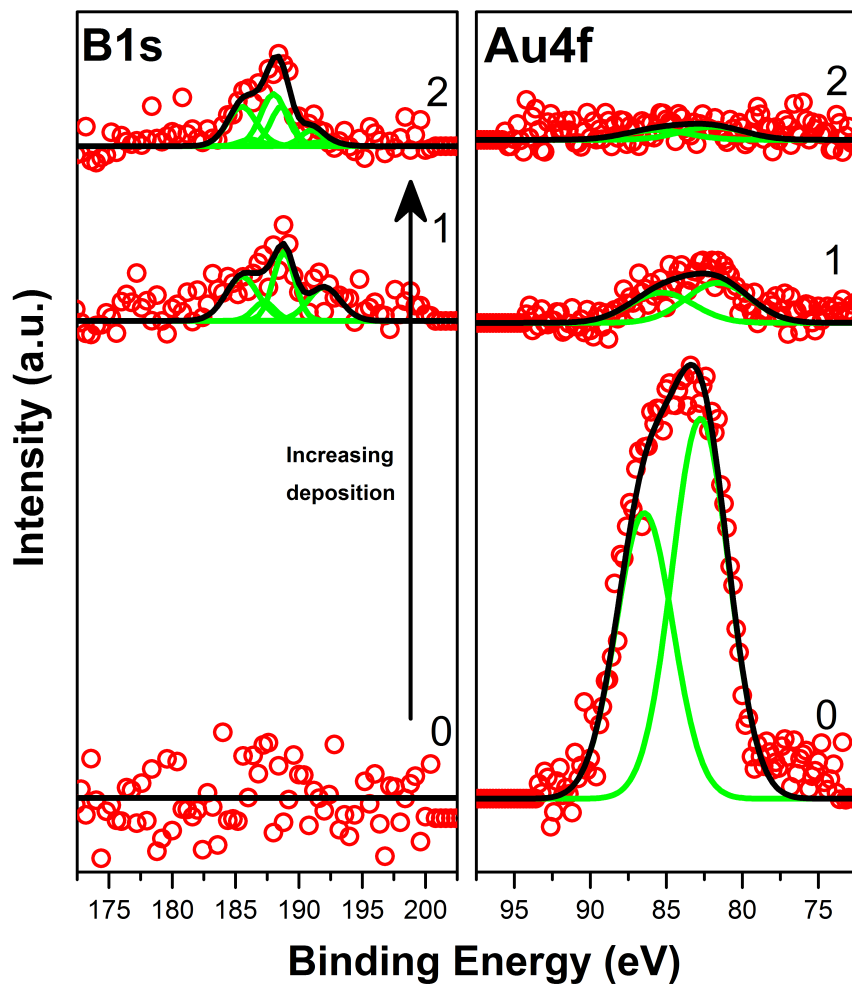 B1s
Au4f
2
2
1
1
Increasing
deposition
0
0
Intensity (a.u.)
175 180 185 190 195 200
95 90 85 80 75
Binding Energy (eV)